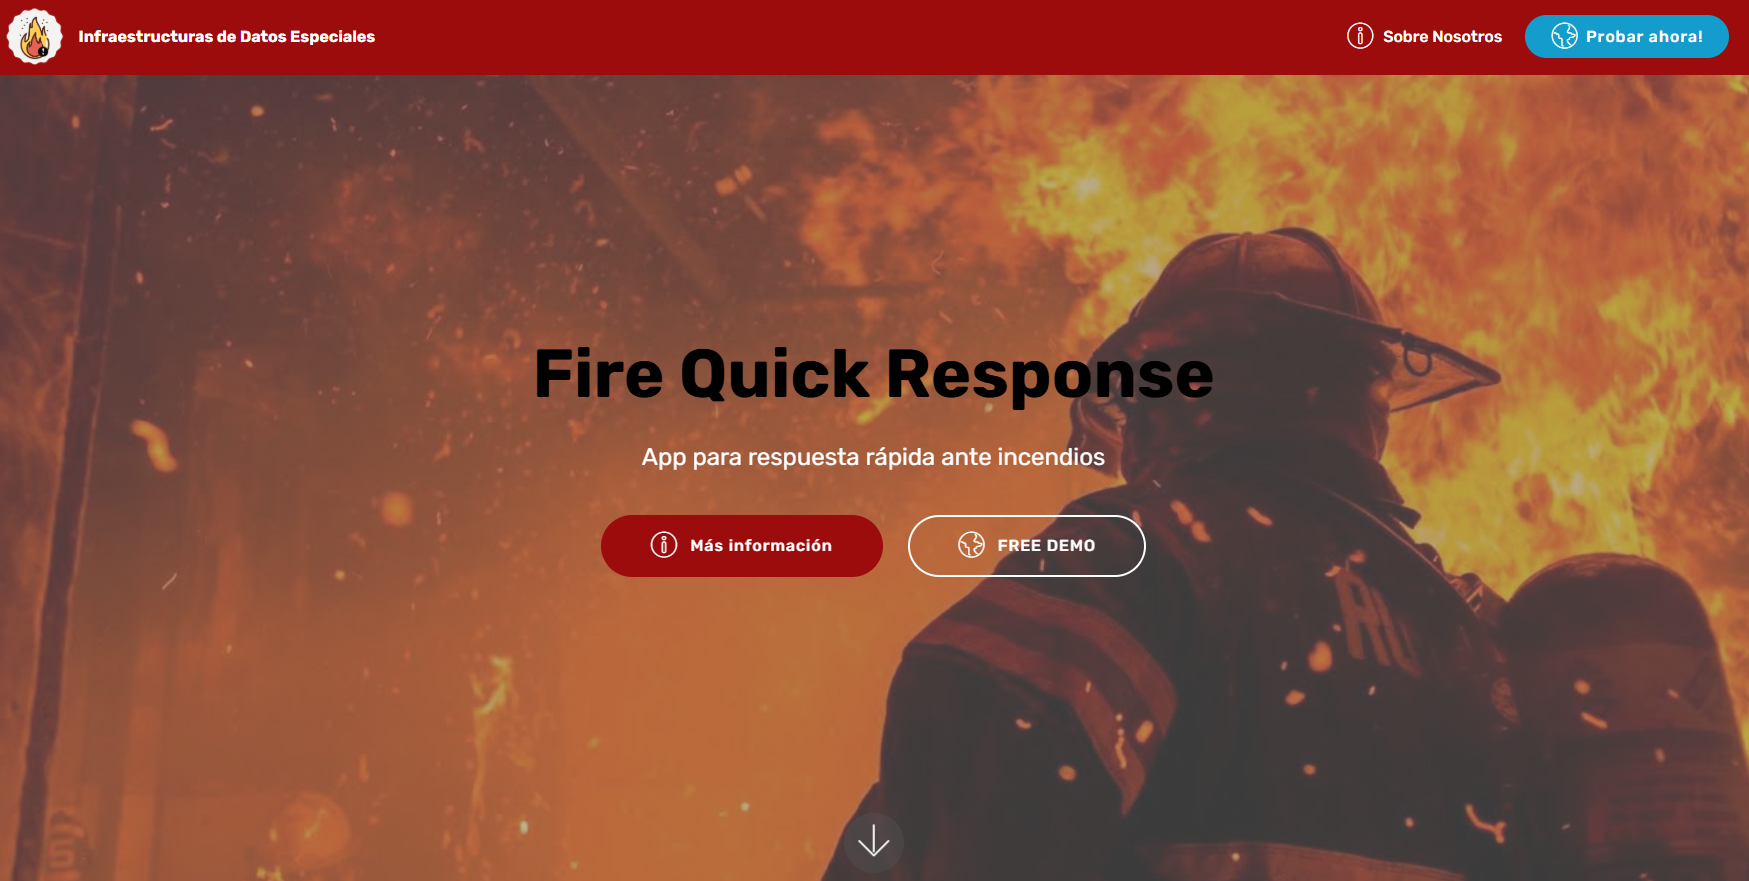 Infraestructuras de Datos Especiales
Sobre Nosotros
Probar ahora!
Fire Quick Response
App para respuesta rápida ante incendios
Más información
FREE DEMO